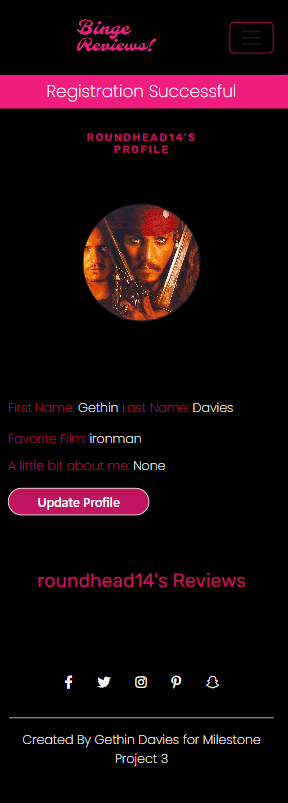 Binge
Reviews!
Registration Successful
ROUNDHEAD14'S
PROFILE
First Name: Gethin Last Name: Davies
Favorite Film: ironman
A little bit about me: None
Update Profile
roundhead14's Reviews
Created By Gethin Davies for Milestone
Project 3